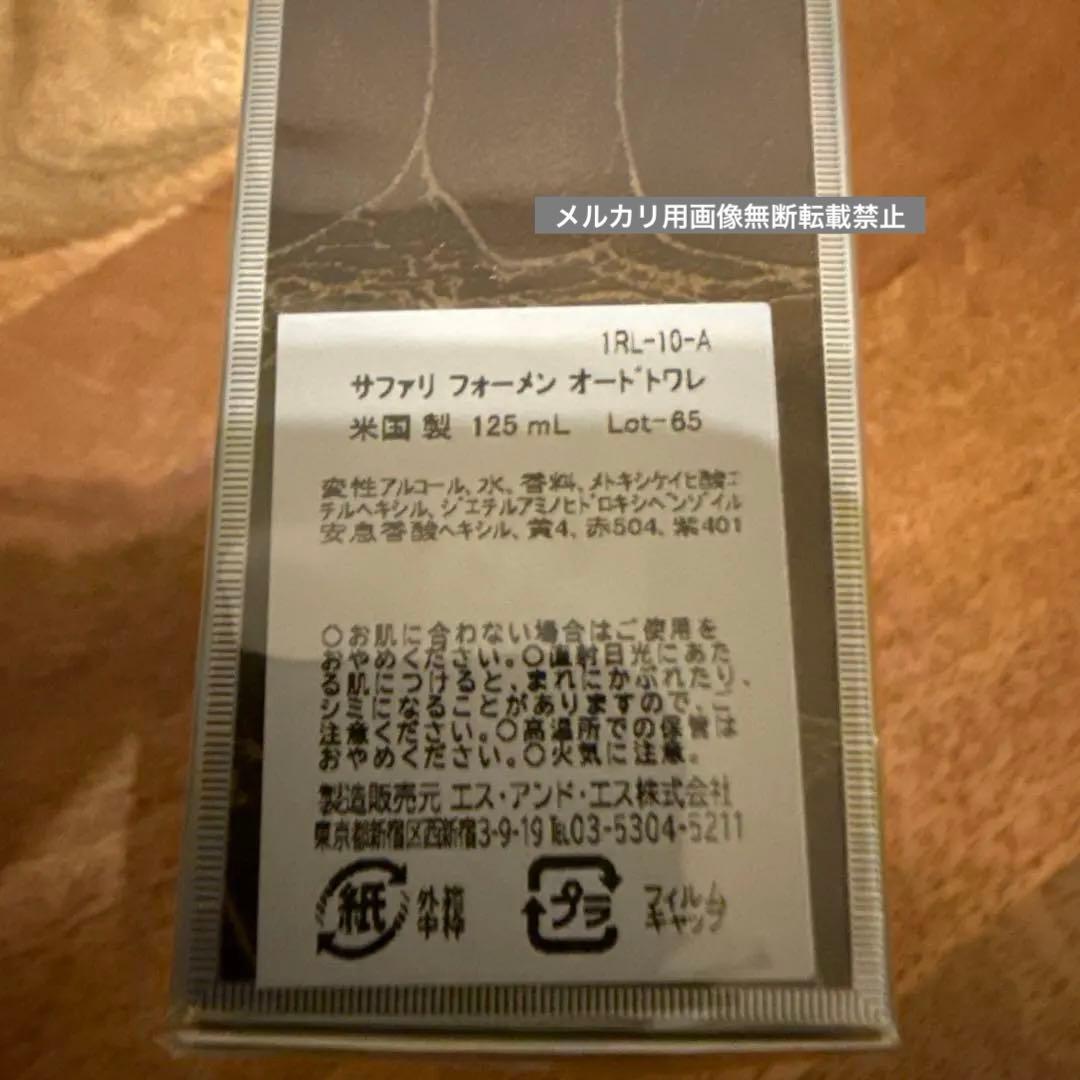 メルカリ用画像無断転載禁止
1RL-10-A
サファリ フォーメン オードトワレ
米国製 125mL Lot-65
変性アルコール、水、香料、メトキシケイヒ酸エ
チルヘキシル、ジエチルアミノヒドロキシベンゾイル
安息香酸ヘキシル、黄4、赤504、紫401
○お肌に合わない場合はご使用を
おやめください。○直射日光にあた
る肌につけると、まれにかぶれたり、
シミになることがありますので、ご
注意ください。○高温所での保管は
おやめください。○火気に注意。
製造販売元 エス・アンド・エス株式会社
東京都新宿区西新宿3-9-19 TEL03-5304-5211
紙 外箱
中枠
プラ フィルム
キャップ